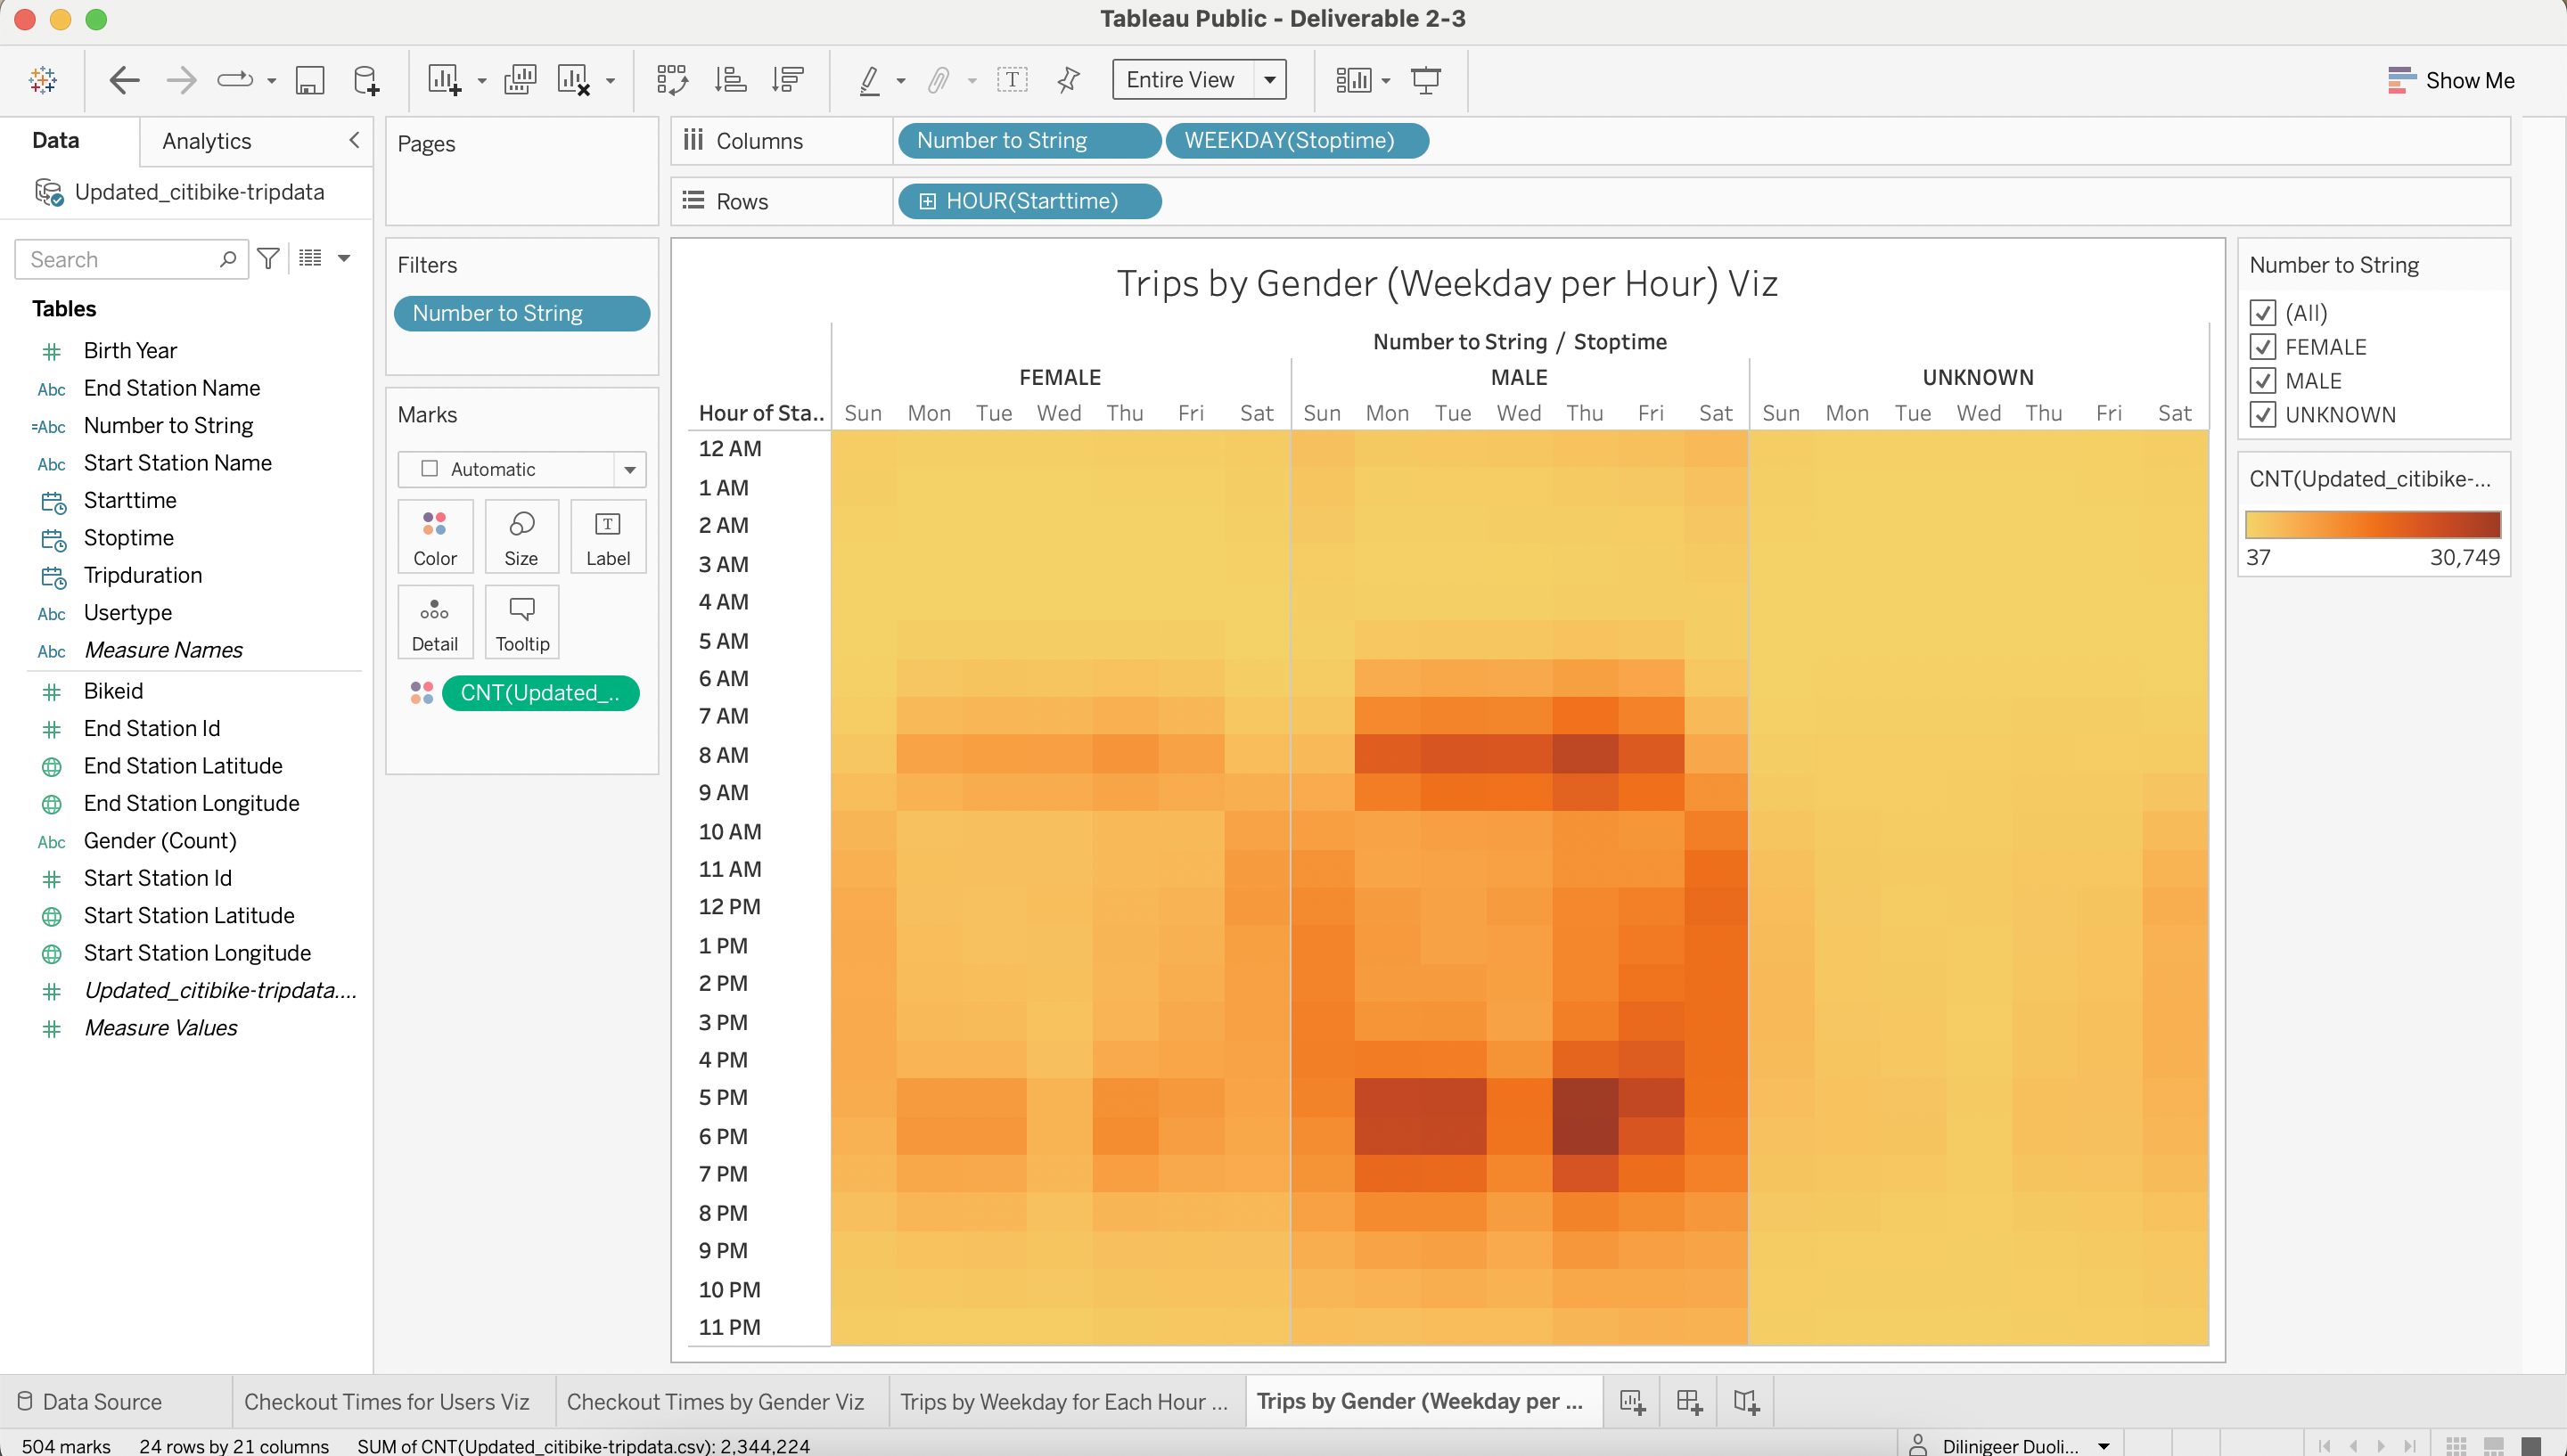 Tableau Public - Deliverable 2-3
Entire View
Show Me
Data
Analytics
Updated_citibike-tripdata
Search
Tables
Birth Year
Abc End Station Name
=Abc Number to String
Abc Start Station Name
Starttime
Stoptime
Tripduration
Abc Usertype
Abc Measure Names
Bikeid
End Station Id
End Station Latitude
End Station Longitude
Abc Gender (Count)
Start Station Id
Start Station Latitude
Start Station Longitude
Updated_citibike-tripdata....
Measure Values
Pages
Filters
Number to String
Marks
Automatic
Color Size Label
Detail Tooltip
CNT(Updated_..
Columns Number to String WEEKDAY(Stoptime)
Rows HOUR(Starttime)
Trips by Gender (Weekday per Hour) Viz
Number to String / Stoptime
FEMALE MALE UNKNOWN
Hour of Sta.. Sun Mon Tue Wed Thu Fri Sat Sun Mon Tue Wed Thu Fri Sat Sun Mon Tue Wed Thu Fri Sat
12 AM
1 AM
2 AM
3 AM
4 AM
5 AM
6 AM
7 AM
8 AM
9 AM
10 AM
11 AM
12 PM
1 PM
2 PM
3 PM
4 PM
5 PM
6 PM
7 PM
8 PM
9 PM
10 PM
11 PM
Number to String
(All)
FEMALE
MALE
UNKNOWN
CNT(Updated_citibike-...
37 30,749
Data Source Checkout Times for Users Viz Checkout Times by Gender Viz Trips by Weekday for Each Hour ... Trips by Gender (Weekday per ...
504 marks 24 rows by 21 columns SUM of CNT(Updated_citibike-tripdata.csv): 2,344,224 Dilinigeer Duoli...